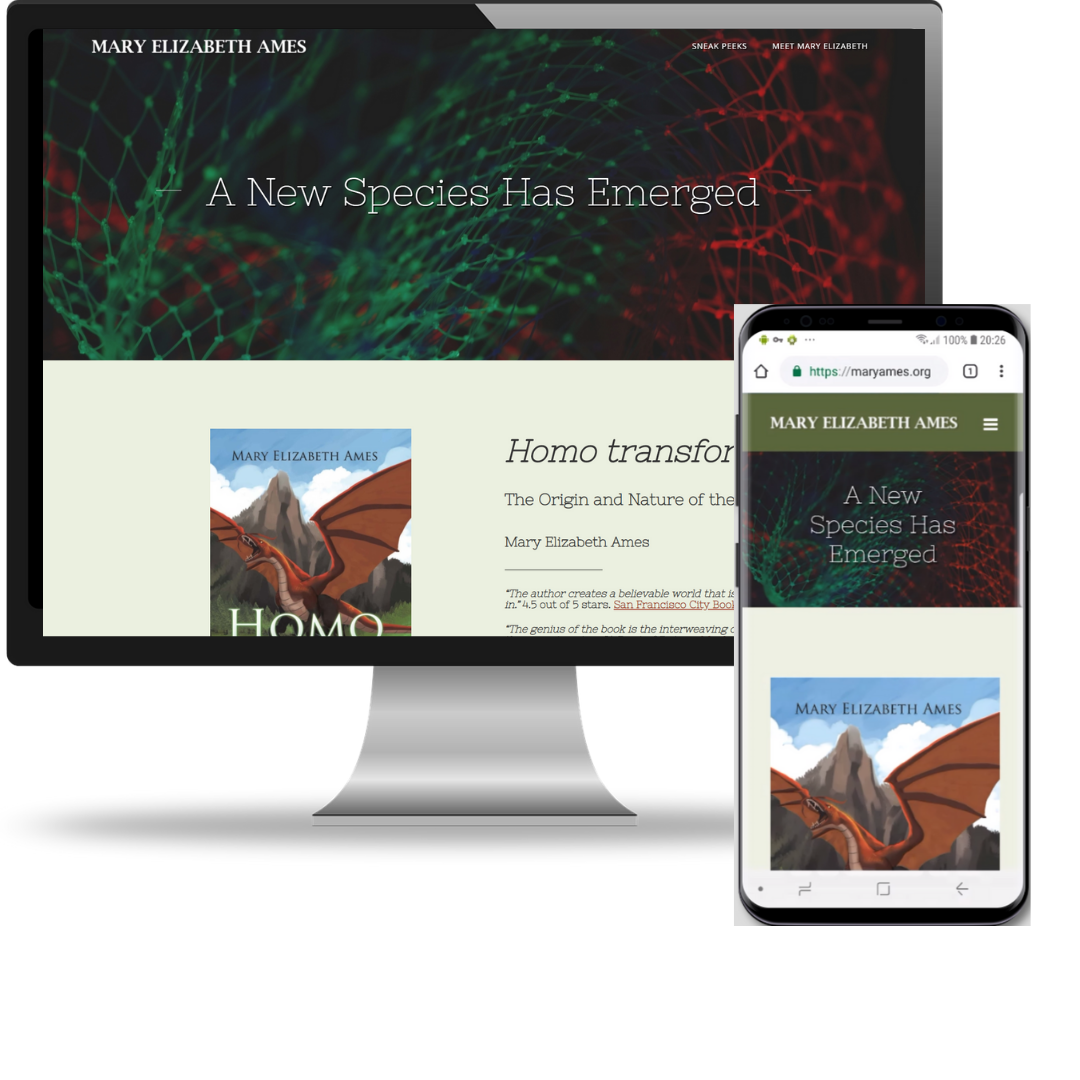 MARY ELIZABETH AMES
SNEAK PEEKS MEET MARY ELIZABETH
A New Species Has Emerged
MARY ELIZABETH AMES
HOMO
Homo transfor
The Origin and Nature of the
Mary Elizabeth Ames
"The author creates a believable world that is
in." 4.5 out of 5 stars. San Francisco City Book
"The genius of the book is the interweaving o
100% 20:26
https://maryames.org
1
MARY ELIZABETH AMES
A New
Species Has
Emerged
MARY ELIZABETH AMES